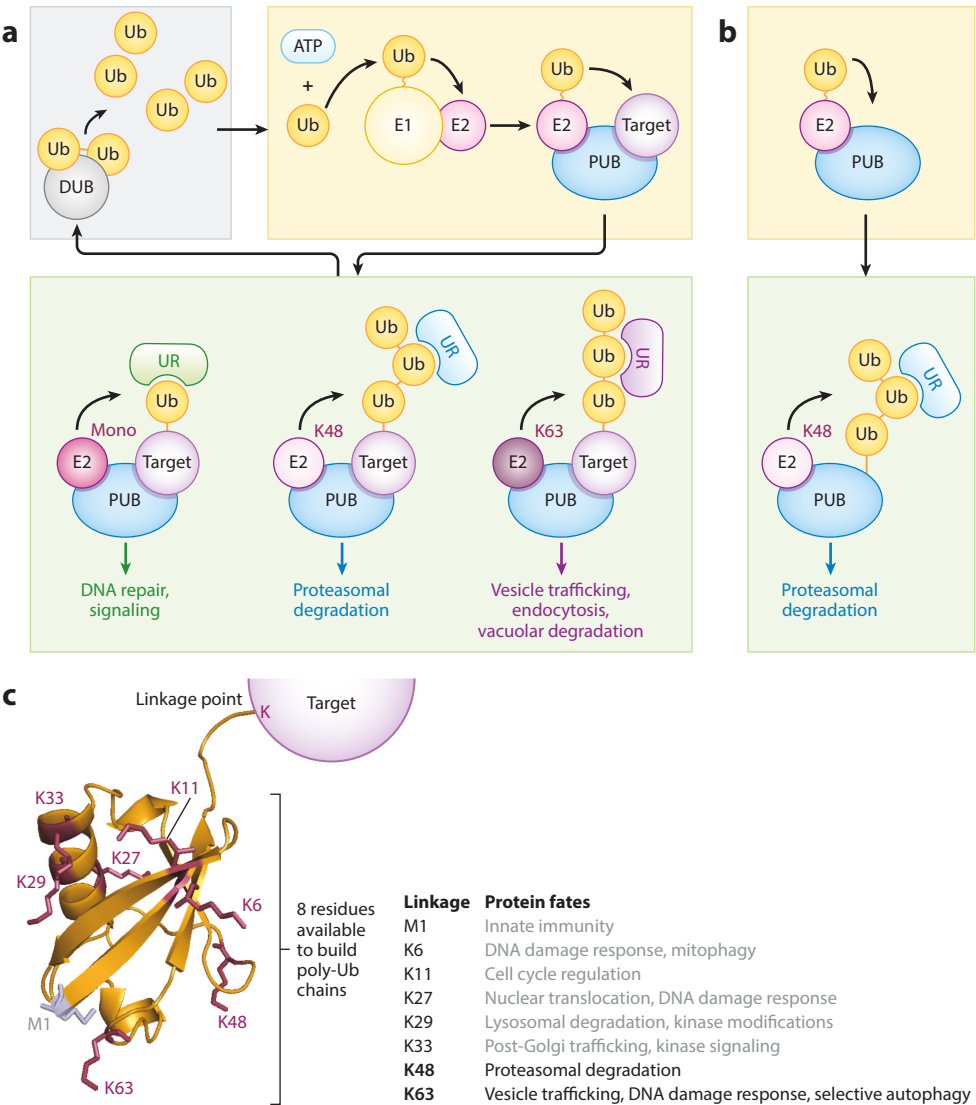 a
Ub
Ub
Ub
Ub
Ub
Ub
DUB
ATP
+
Ub
Ub
E1
E2
Ub
E2
Target
PUB
UR
Ub
Mono
E2
Target
PUB
DNA repair,
signaling
Ub
Ub
UR
Ub
K48
E2
Target
PUB
Proteasomal
degradation
Ub
Ub
UR
Ub
K63
E2
Target
PUB
Vesicle trafficking,
endocytosis,
vacuolar degradation
b
Ub
E2
PUB
Ub
Ub
UR
Ub
K48
E2
PUB
Proteasomal
degradation
c
Linkage point
K
Target
K11
K33
K27
K29
K6
K48
M1
K63
8 residues
available
to build
poly-Ub
chains
Linkage Protein fates
M1 Innate immunity
K6 DNA damage response, mitophagy
K11 Cell cycle regulation
K27 Nuclear translocation, DNA damage response
K29 Lysosomal degradation, kinase modifications
K33 Post-Golgi trafficking, kinase signaling
K48 Proteasomal degradation
K63 Vesicle trafficking, DNA damage response, selective autophagy